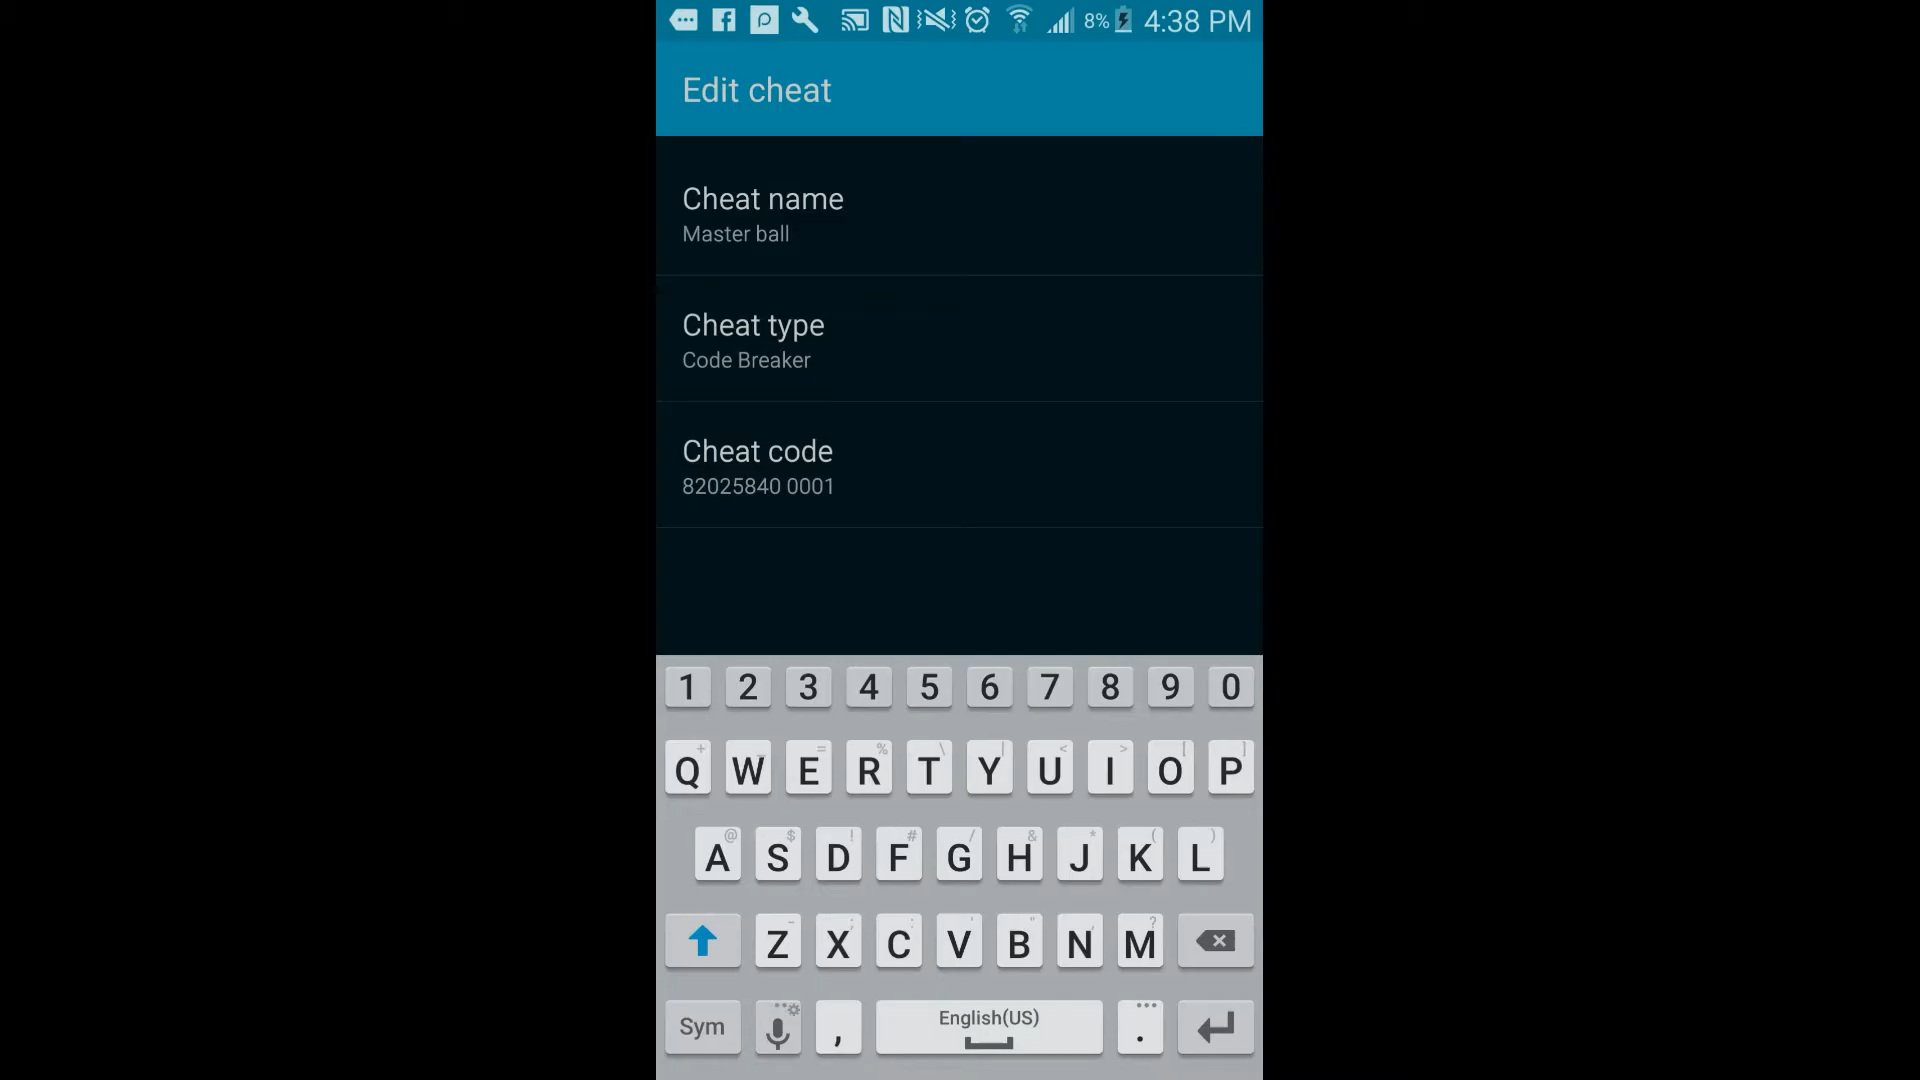 8% 4:38 PM
Edit cheat
Cheat name
Master ball
Cheat type
Code Breaker
Cheat code
82025840 0001
1 2 3 4 5 6 7 8 9 0
+ - = % \ | < > [ ]
Q W E R T Y U I O P
@ $ ! # / & * ( )
A S D F G H J K L
Z X C V B N M
Sym , English(US) .